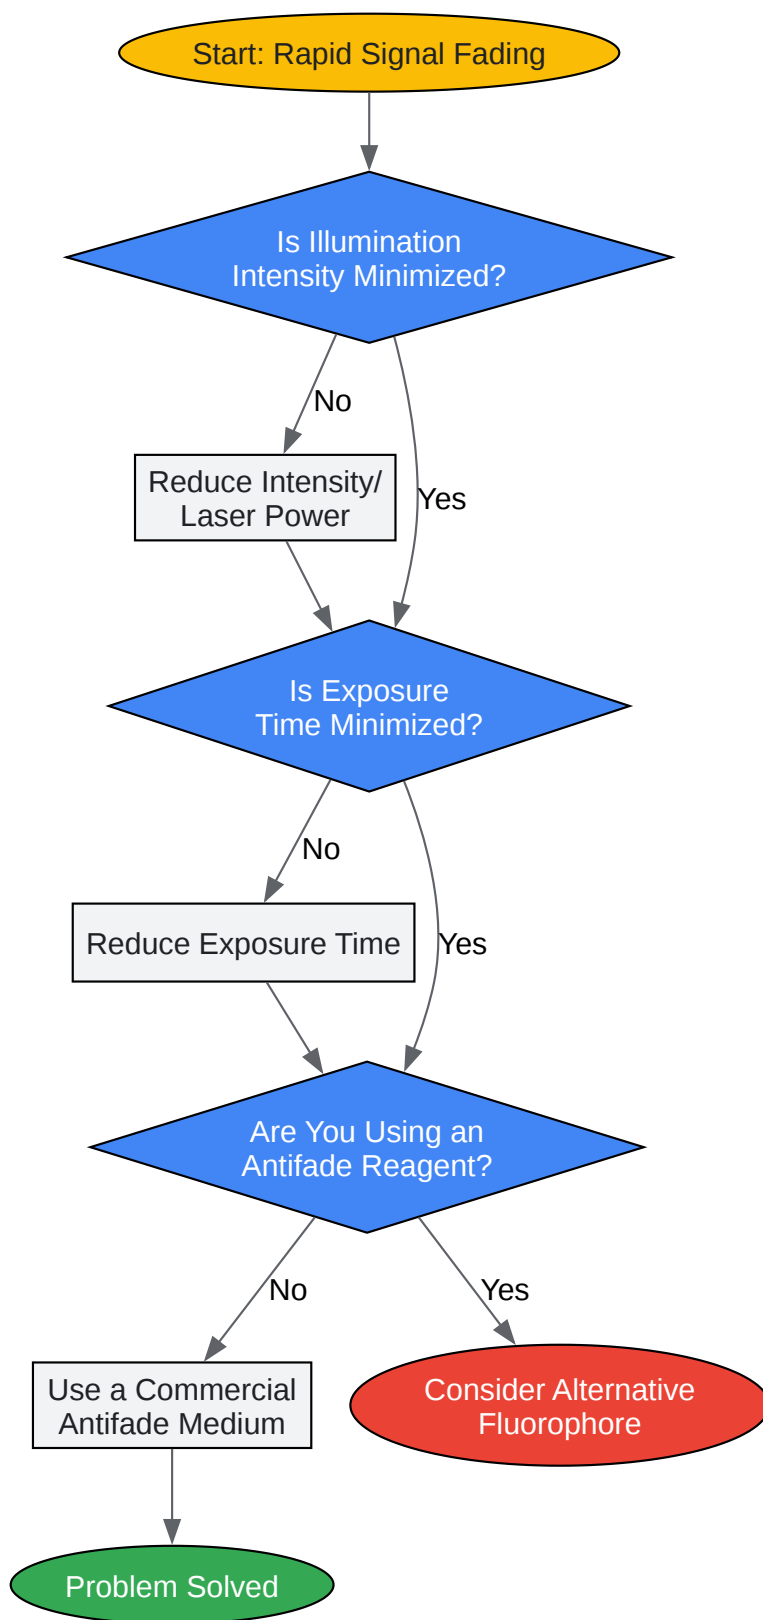 Start: Rapid Signal Fading
Is Illumination
Intensity Minimized?
No
Reduce Intensity/
Laser Power
Yes
Is Exposure
Time Minimized?
No
Reduce Exposure Time
Yes
Are You Using an
Antifade Reagent?
No
Yes
Use a Commercial
Antifade Medium
Consider Alternative
Fluorophore
Problem Solved